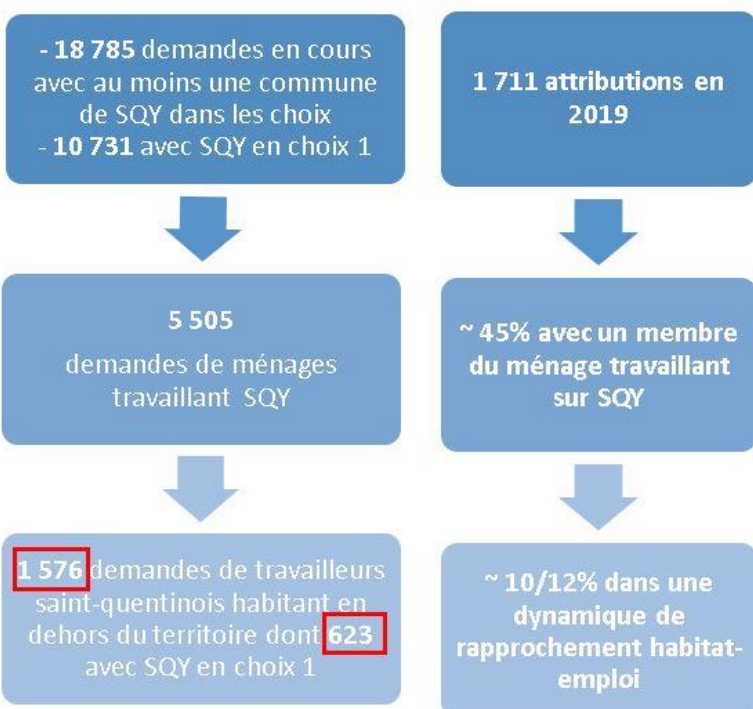 - 18 785 demandes en cours
avec au moins une commune
de SQY dans les choix
- 10 731 avec SQY en choix 1
5 505
demandes de ménages
travaillant SQY
1 576 demandes de travailleurs
saint-quentinois habitant en
dehors du territoire dont 623
avec SQY en choix 1
1 711 attributions en
2019
~ 45% avec un membre
du ménage travaillant
sur SQY
~ 10/12% dans une
dynamique de
rapprochement habitat-
emploi